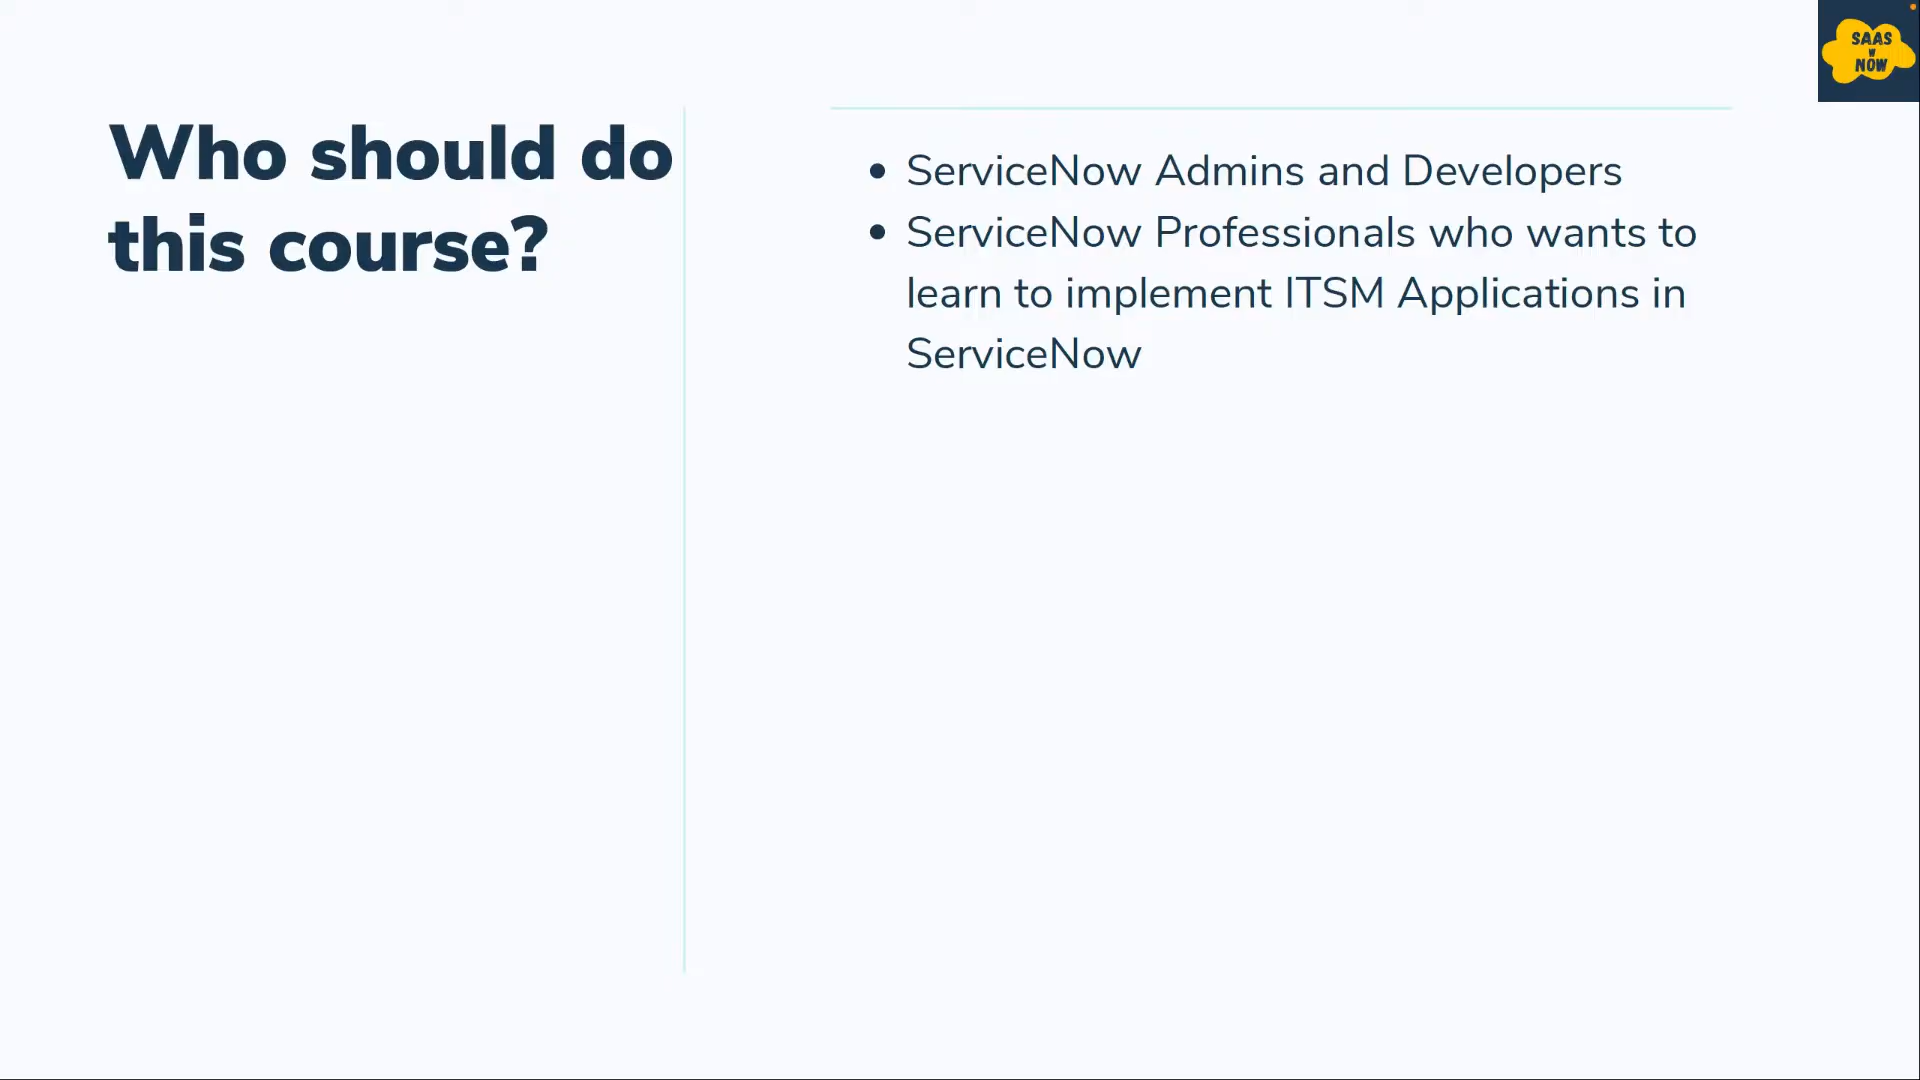 SAAS
W
NOW
Who should do
this course?
• ServiceNow Admins and Developers
• ServiceNow Professionals who wants to
learn to implement ITSM Applications in
ServiceNow